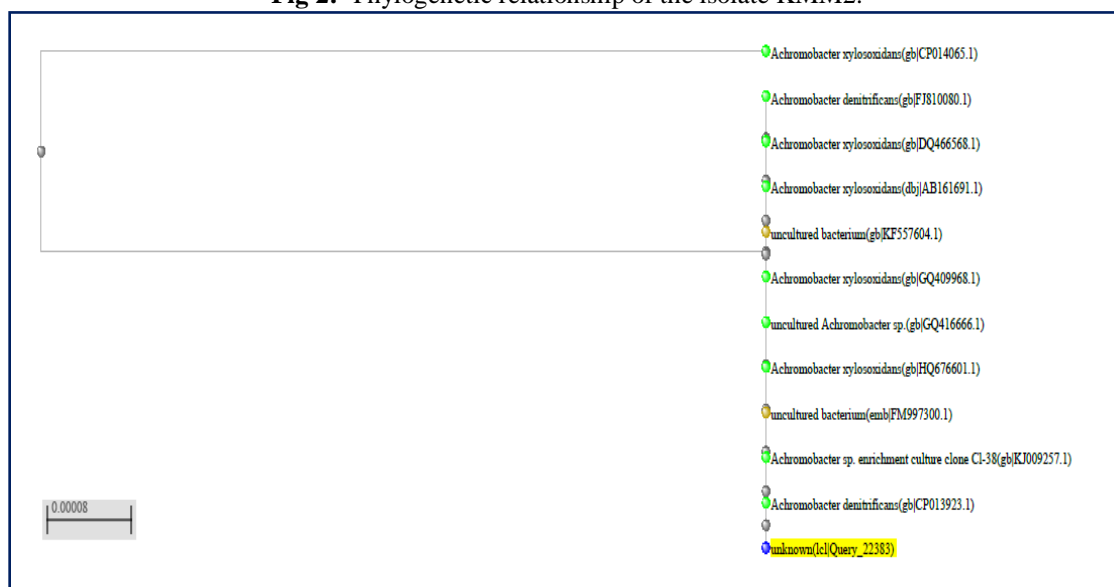 Fig 2: Phylogenetic relationship of the isolate KMM2.
Achromobacter xylosoxidans(gb|CP014065.1)
Achromobacter denitrificans(gb|FJ810080.1)
Achromobacter xylosoxidans(gb|DQ466568.1)
Achromobacter xylosoxidans(dbj|AB161691.1)
uncultured bacterium(gb|KF557604.1)
Achromobacter xylosoxidans(gb|GQ409968.1)
uncultured Achromobacter sp.(gb|GQ416666.1)
Achromobacter xylosoxidans(gb|HQ676601.1)
uncultured bacterium(emb|FM997300.1)
Achromobacter sp. enrichment culture clone Cl-38(gb|KJ009257.1)
0.00008
Achromobacter denitrificans(gb|CP013923.1)
unknown(lcl|Query_22383)